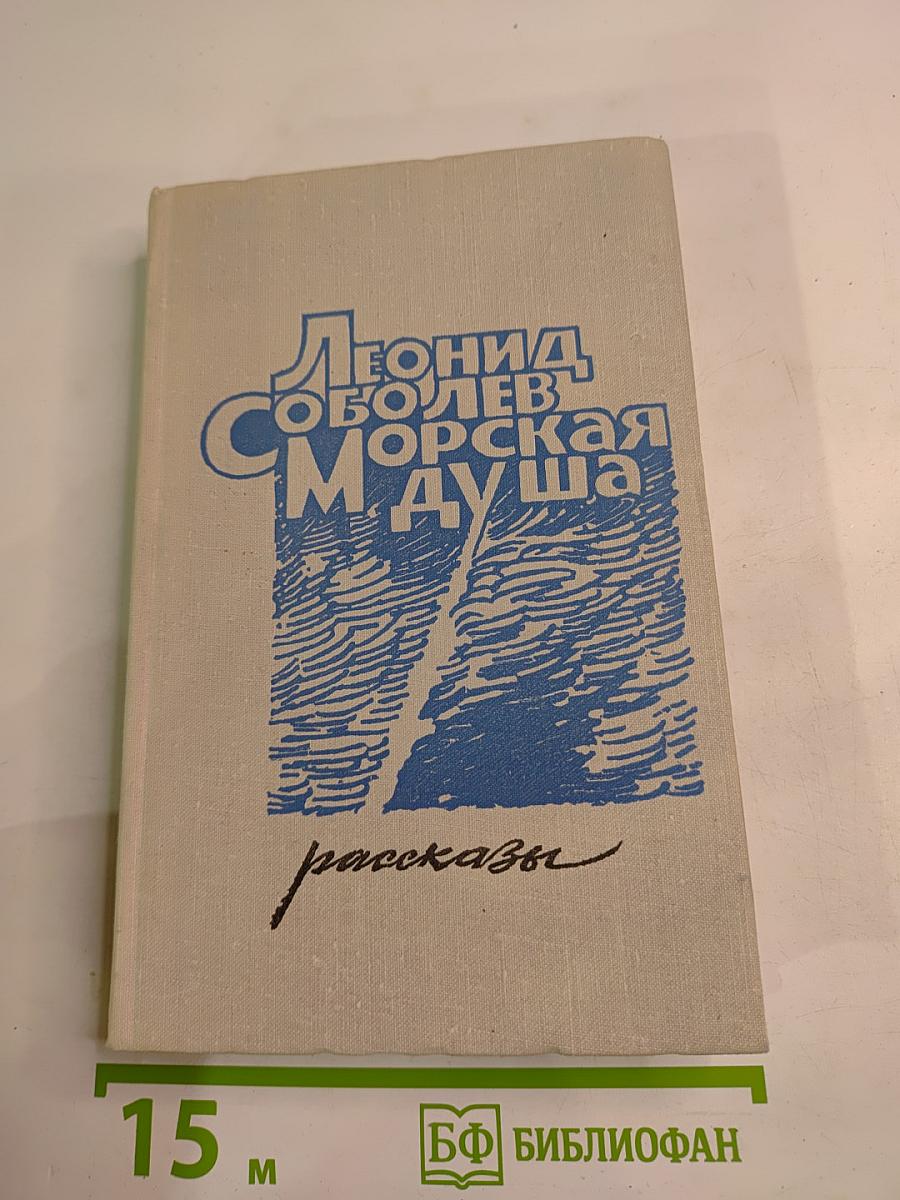 Леонид
Соболев
Морская
душа
рассказы
15 м
БФ БИБЛИОФАН